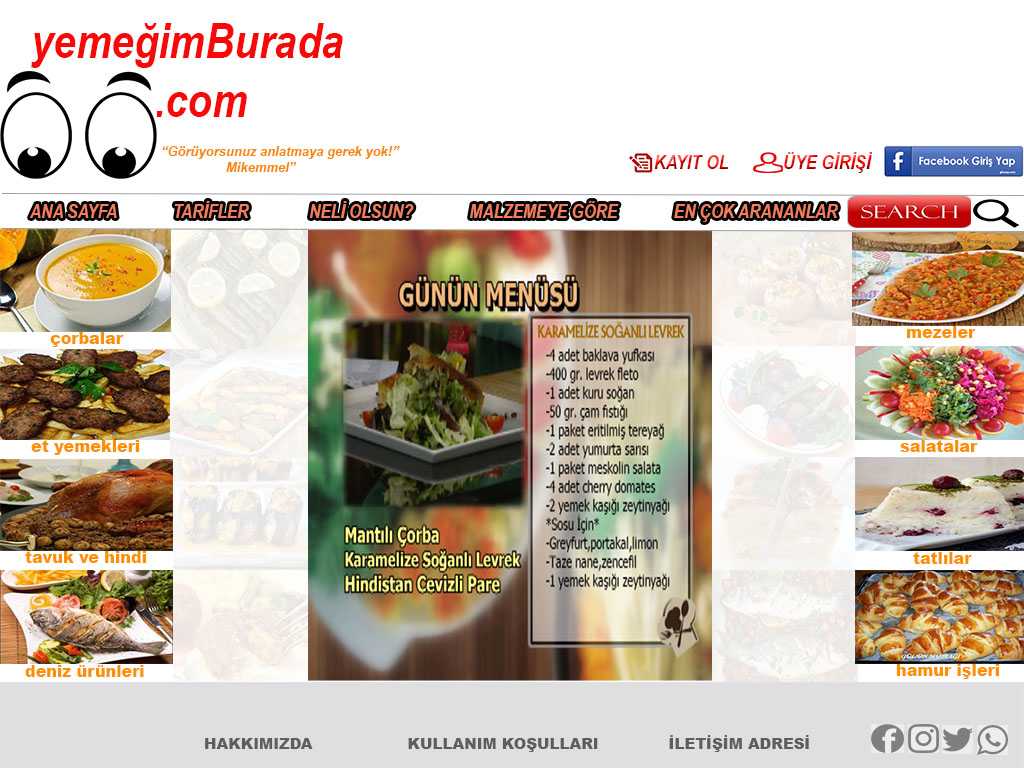 yemeğimBurada
.com
“Görüyorsunuz anlatmaya gerek yok!”
Mikemmel”
KAYIT OL
ÜYE GİRİŞİ
Facebook Giriş Yap
ANA SAYFA
TARİFLER
NELİ OLSUN?
MALZEMEYE GÖRE
EN ÇOK ARANANLAR
SEARCH
çorbalar
et yemekleri
tavuk ve hindi
deniz ürünleri
GÜNÜN MENÜSÜ
KARAMELİZE SOĞANLI LEVREK
-4 adet baklava yufkası
-400 gr. levrek fleto
-1 adet kuru soğan
-50 gr. çam fıstığı
-1 paket eritilmiş tereyağ
-2 adet yumurta sarısı
-1 paket meskolin salata
-4 adet cherry domates
-2 yemek kaşığı zeytinyağı
*Sosu İçin*
-Greyfurt,portakal,limon
-Taze nane,zencefil
-1 yemek kaşığı zeytinyağı
Mantılı Çorba
Karamelize Soğanlı Levrek
Hindistan Cevizli Pare
mezeler
salatalar
tatlılar
hamur işleri
HAKKIMIZDA
KULLANIM KOŞULLARI
İLETİŞİM ADRESİ